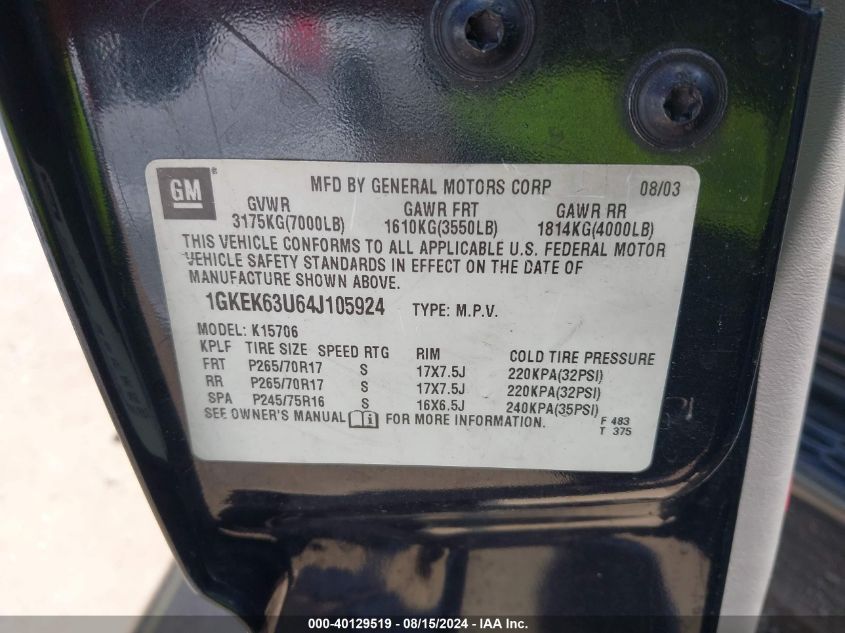 GM MFD BY GENERAL MOTORS CORP 08/03
GVWR GAWR FRT GAWR RR
3175KG(7000LB) 1610KG(3550LB) 1814KG(4000LB)
THIS VEHICLE CONFORMS TO ALL APPLICABLE U.S. FEDERAL MOTOR
VEHICLE SAFETY STANDARDS IN EFFECT ON THE DATE OF
MANUFACTURE SHOWN ABOVE.
1GKEK63U64J105924 TYPE: M.P.V.
MODEL: K15706
KPLF TIRE SIZE SPEED RTG RIM COLD TIRE PRESSURE
FRT P265/70R17 S 17X7.5J 220KPA(32PSI)
RR P265/70R17 S 17X7.5J 220KPA(32PSI)
SPA P245/75R16 S 16X6.5J 240KPA(35PSI)
SEE OWNER'S MANUAL i FOR MORE INFORMATION. F 483
T 375
000-40129519 - 08/15/2024 - IAA Inc.